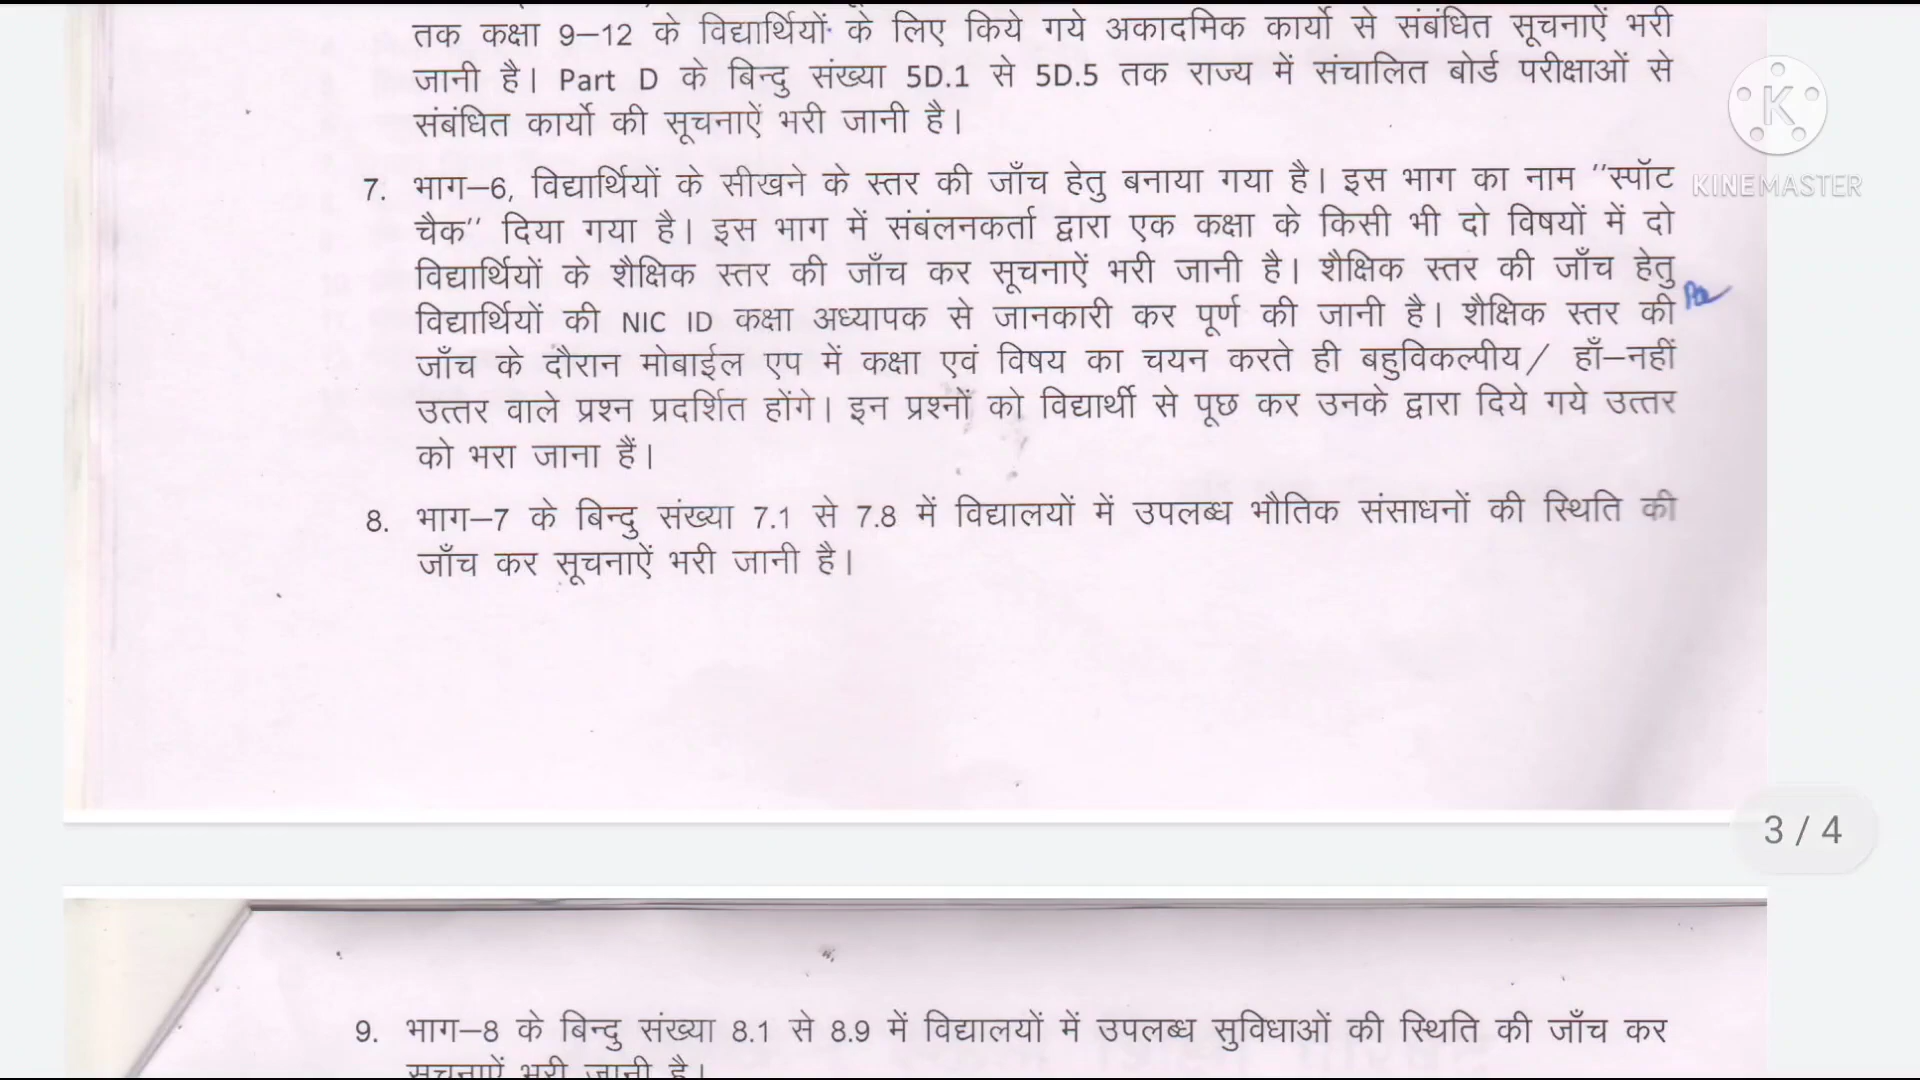 तक कक्षा 9–12 के विद्यार्थियों के लिए किये गये अकादमिक कार्यो से संबंधित सूचनाऐं भरी
जानी है। Part D के बिन्दु संख्या 5D.1 से 5D.5 तक राज्य में संचालित बोर्ड परीक्षाओं से
संबंधित कार्यो की सूचनाऐं भरी जानी है।
7. भाग–6, विद्यार्थियों के सीखने के स्तर की जाँच हेतु बनाया गया है। इस भाग का नाम ''स्पॉट
चैक'' दिया गया है। इस भाग में संबंलनकर्ता द्वारा एक कक्षा के किसी भी दो विषयों में दो
विद्यार्थियों के शैक्षिक स्तर की जाँच कर सूचनाऐं भरी जानी है। शैक्षिक स्तर की जाँच हेतु
विद्यार्थियों की NIC ID कक्षा अध्यापक से जानकारी कर पूर्ण की जानी है। शैक्षिक स्तर की
जाँच के दौरान मोबाईल एप में कक्षा एवं विषय का चयन करते ही बहुविकल्पीय/ हाँ–नहीं
उत्तर वाले प्रश्न प्रदर्शित होंगे। इन प्रश्नों को विद्यार्थी से पूछ कर उनके द्वारा दिये गये उत्तर
को भरा जाना हैं।
8. भाग–7 के बिन्दु संख्या 7.1 से 7.8 में विद्यालयों में उपलब्ध भौतिक संसाधनों की स्थिति की
जाँच कर सूचनाऐं भरी जानी है।
K
KINEMASTER
3 / 4
9. भाग–8 के बिन्दु संख्या 8.1 से 8.9 में विद्यालयों में उपलब्ध सुविधाओं की स्थिति की जाँच कर
सूचनाऐं भरी जानी है।